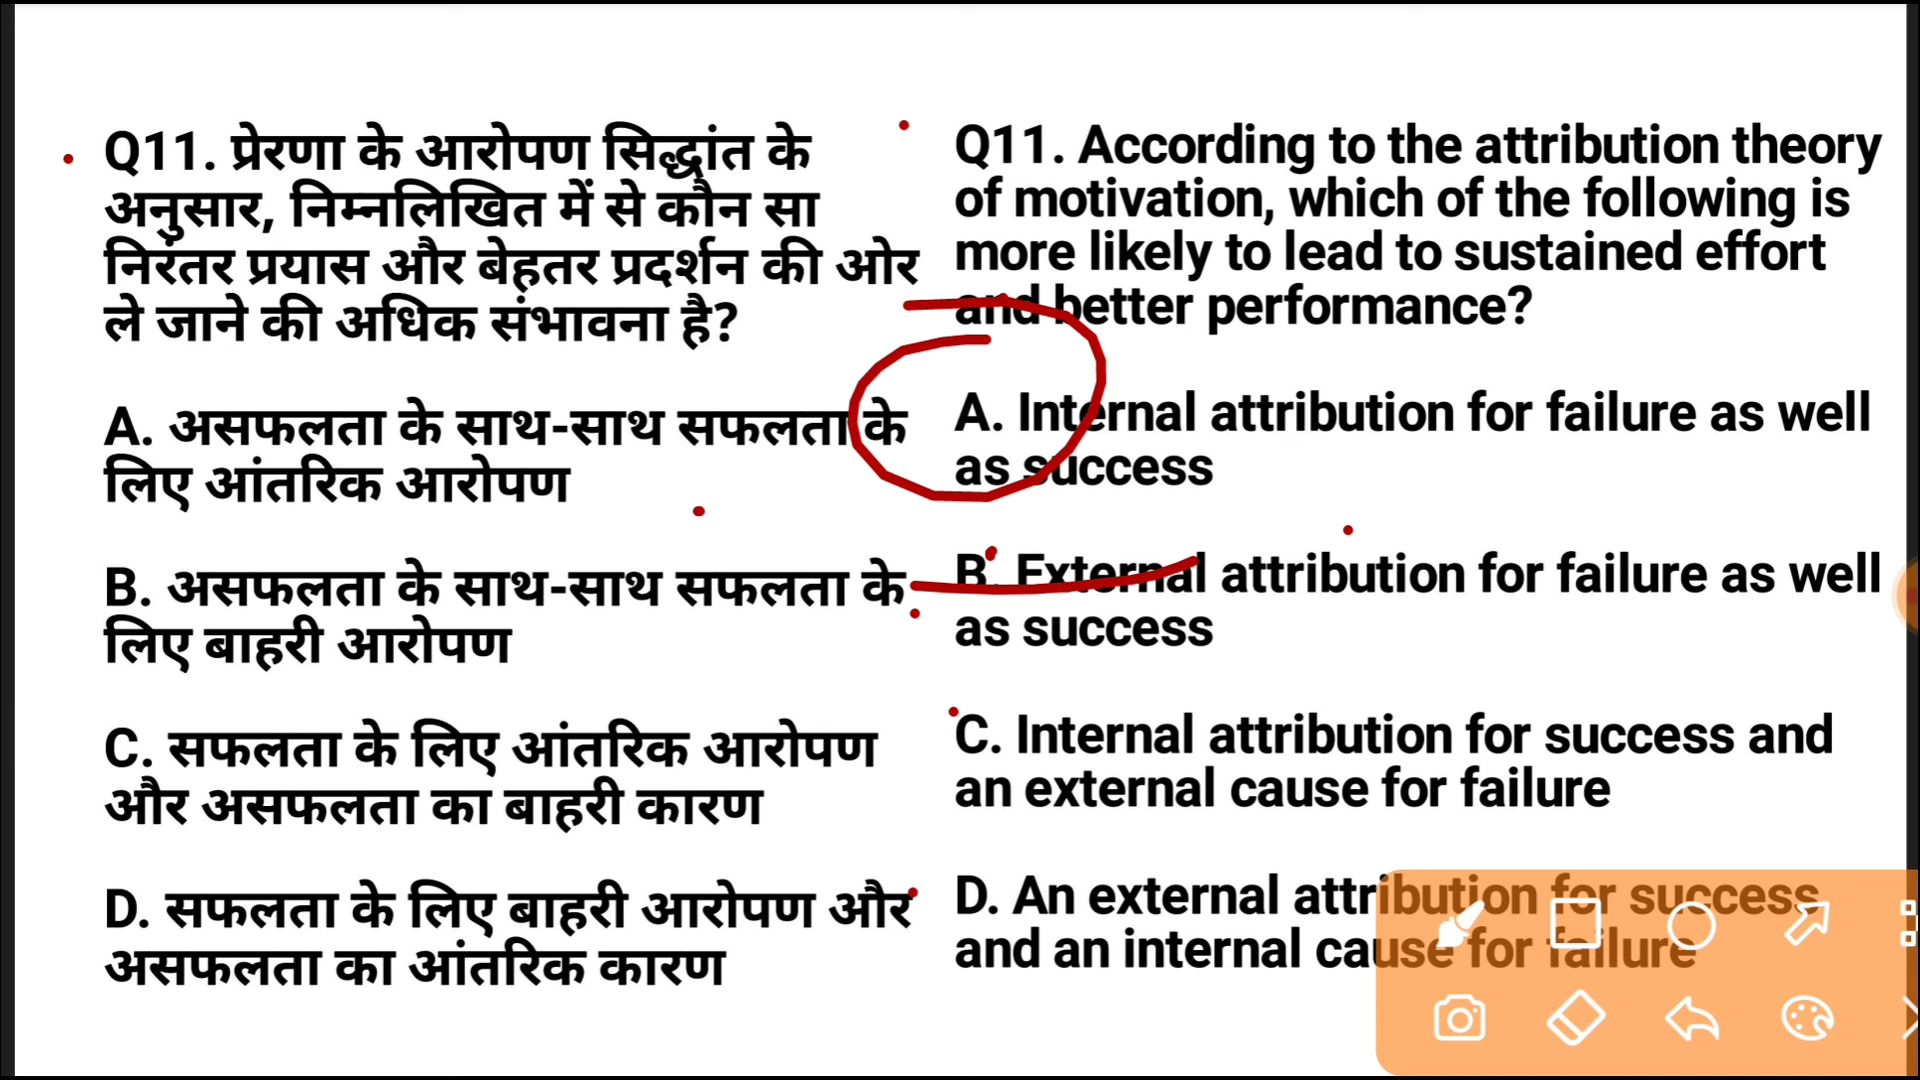 Q11. प्रेरणा के आरोपण सिद्धांत के
अनुसार, निम्नलिखित में से कौन सा
निरंतर प्रयास और बेहतर प्रदर्शन की ओर
ले जाने की अधिक संभावना है?
A. असफलता के साथ-साथ सफलता के
लिए आंतरिक आरोपण
B. असफलता के साथ-साथ सफलता के
लिए बाहरी आरोपण
C. सफलता के लिए आंतरिक आरोपण
और असफलता का बाहरी कारण
D. सफलता के लिए बाहरी आरोपण और
असफलता का आंतरिक कारण
Q11. According to the attribution theory
of motivation, which of the following is
more likely to lead to sustained effort
and better performance?
A. Internal attribution for failure as well
as success
B. External attribution for failure as well
as success
C. Internal attribution for success and
an external cause for failure
D. An external attribution for success
and an internal cause for failure